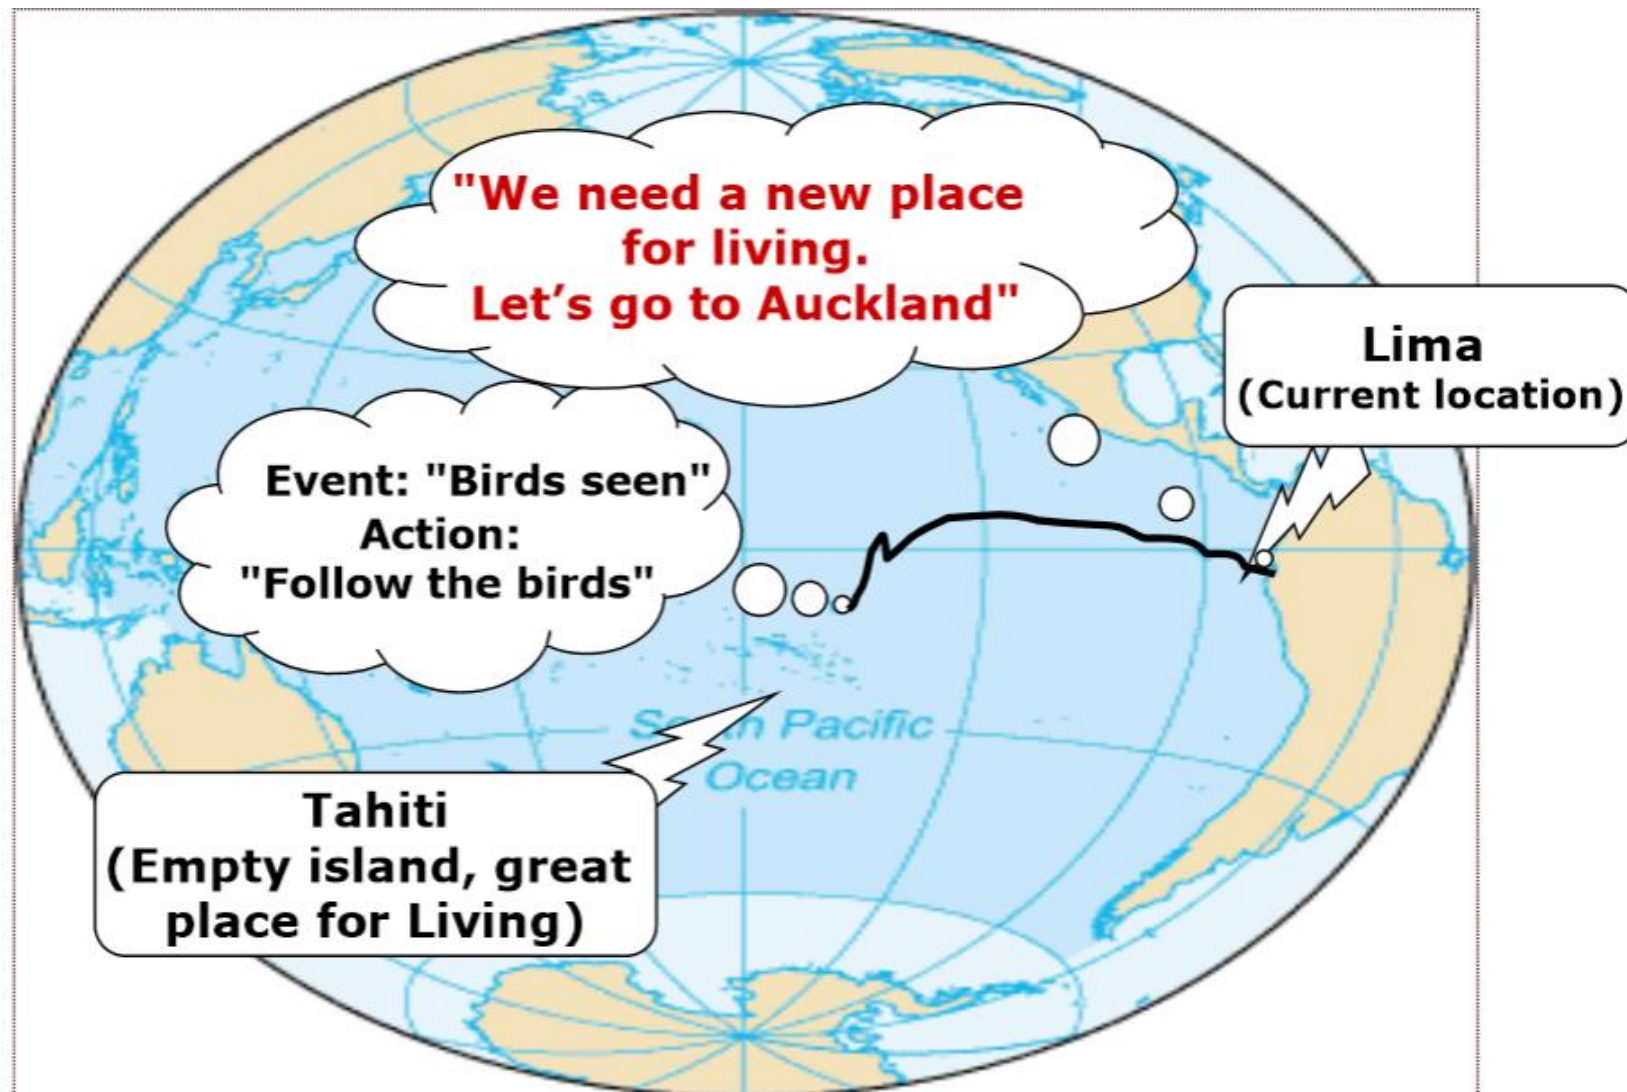 "We need a new place
for living.
Let’s go to Auckland"
Lima
(Current location)
Event: "Birds seen"
Action:
"Follow the birds"
Pacific
Ocean
Tahiti
(Empty island, great
place for Living)